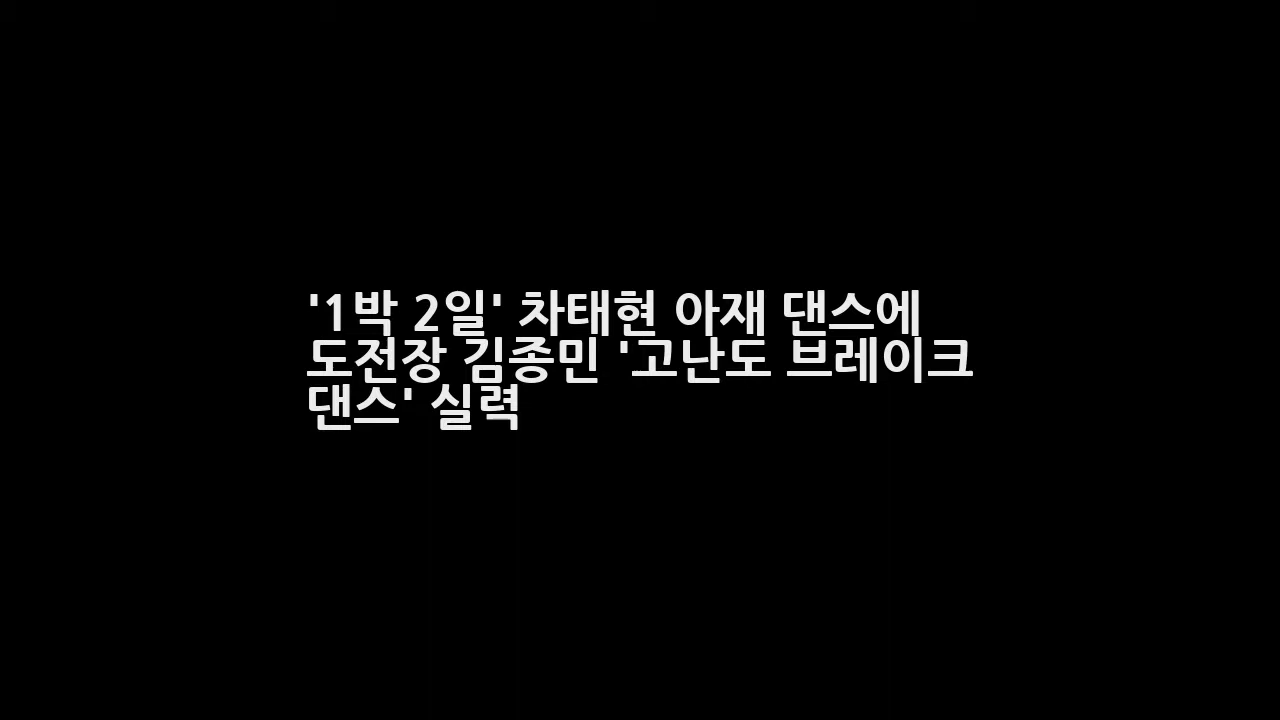 '1박 2일' 차태현 아재 댄스에
도전장 김종민 '고난도 브레이크
댄스' 실력